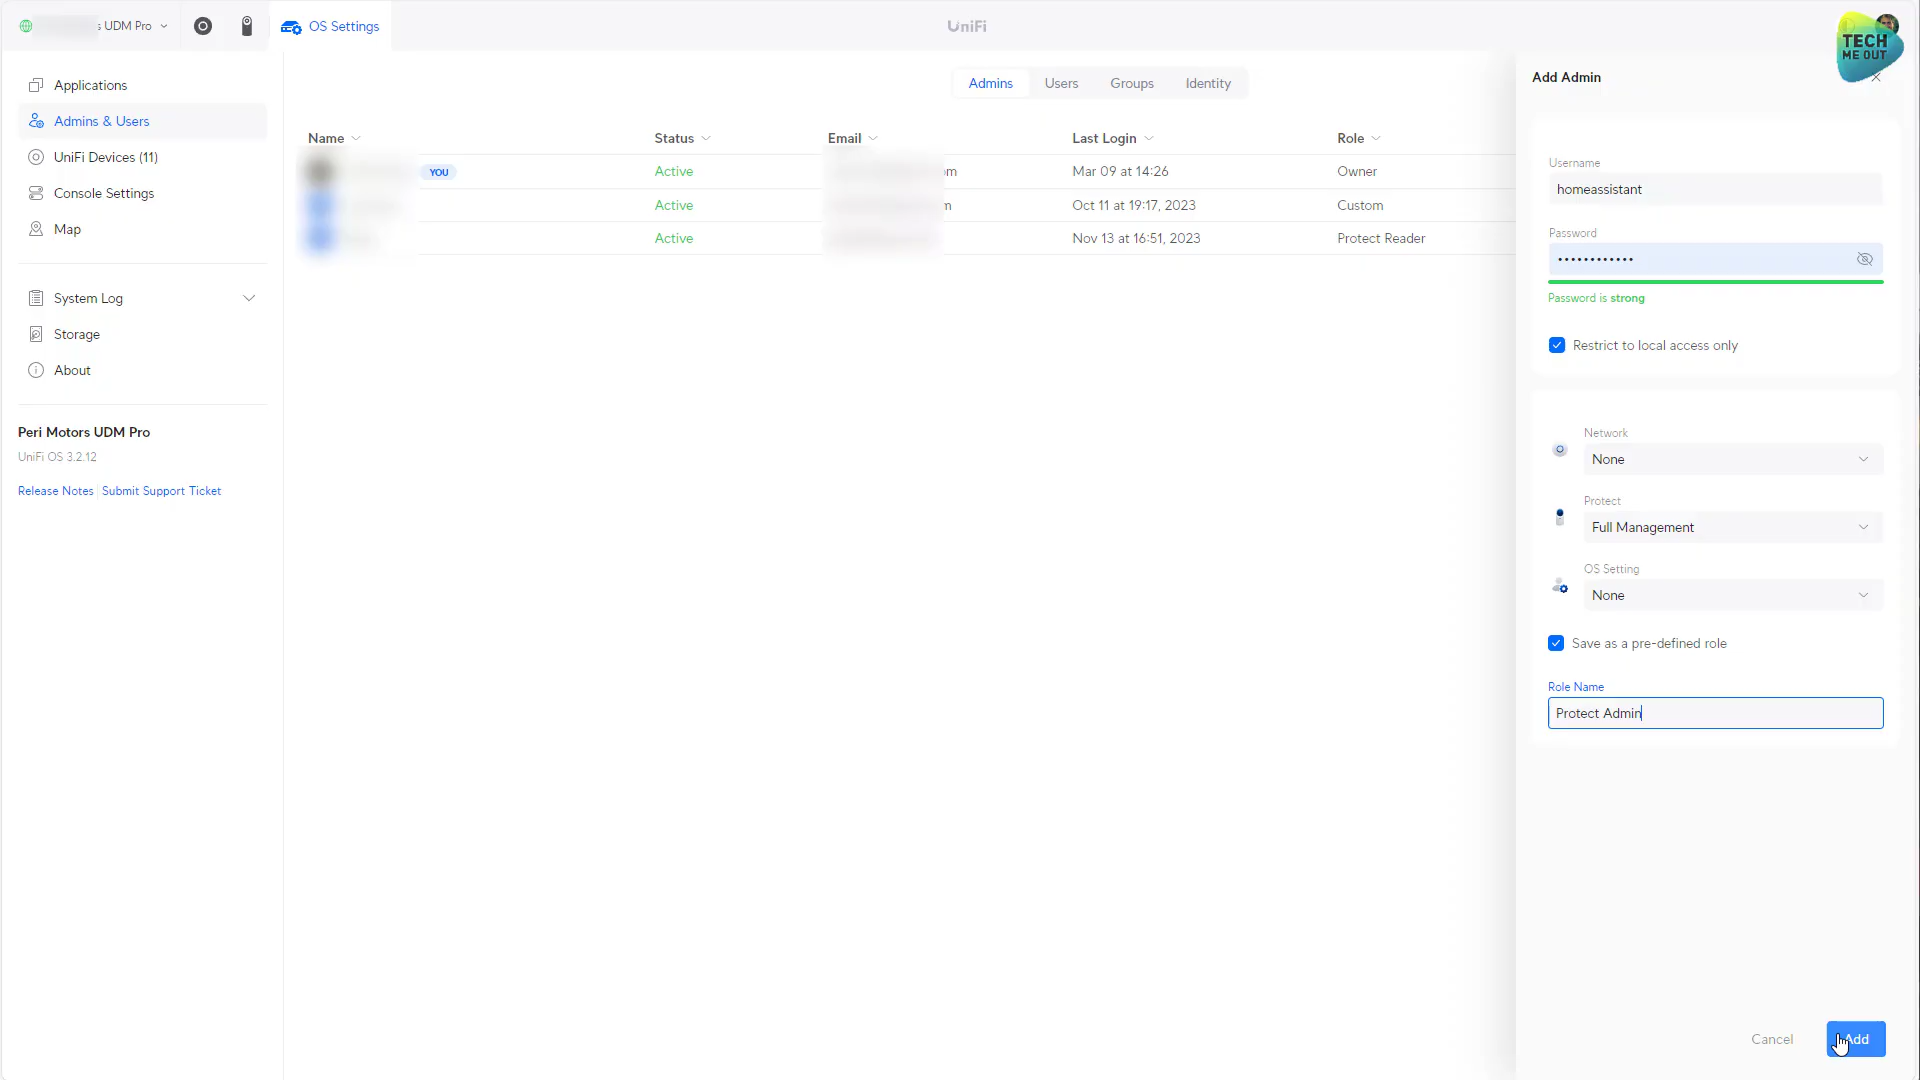 s UDM Pro
OS Settings
UniFi
TECH
ME OUT
Applications
Admins & Users
UniFi Devices (11)
Console Settings
Map
System Log
Storage
About
Peri Motors UDM Pro
UniFi OS 3.2.12
Release Notes
Submit Support Ticket
Admins
Users
Groups
Identity
Name
Status
Email
Last Login
Role
YOU
Active
om
Mar 09 at 14:26
Owner
Active
m
Oct 11 at 19:17, 2023
Custom
Active
Nov 13 at 16:51, 2023
Protect Reader
Add Admin
Username
homeassistant
Password
••••••••••••
Password is strong
Restrict to local access only
Network
None
Protect
Full Management
OS Setting
None
Save as a pre-defined role
Role Name
Protect Admin
Cancel
Add